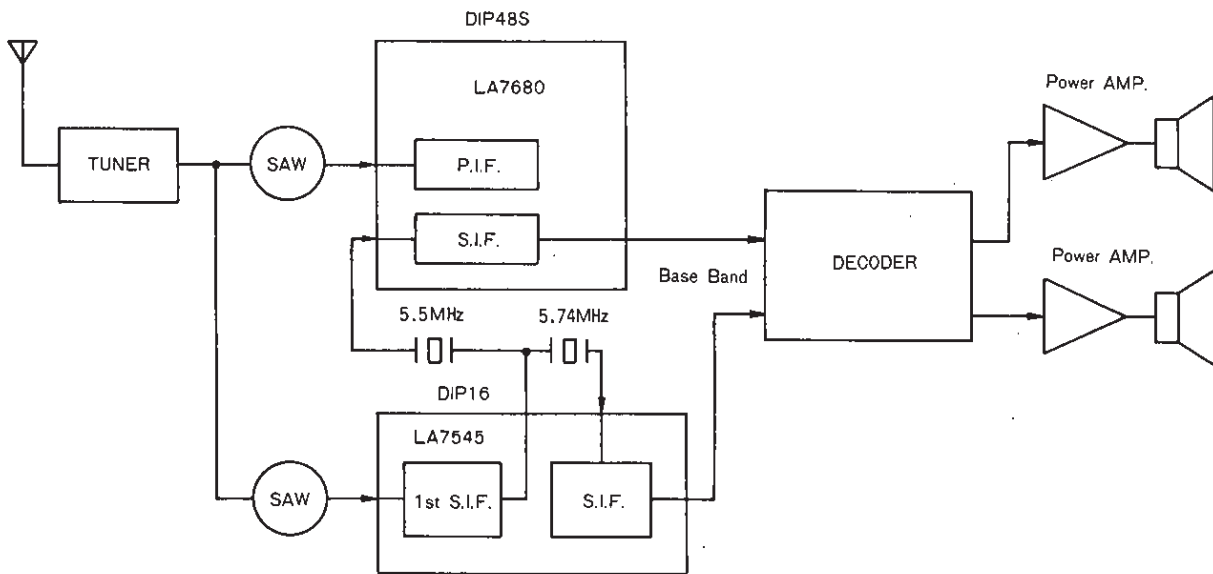 DIP48S
LA7680
Power AMP.
TUNER
SAW
P.I.F.
S.I.F.
Base Band
DECODER
Power AMP.
5.5MHz
5.74MHz
DIP16
LA7545
SAW
1st S.I.F.
S.I.F.